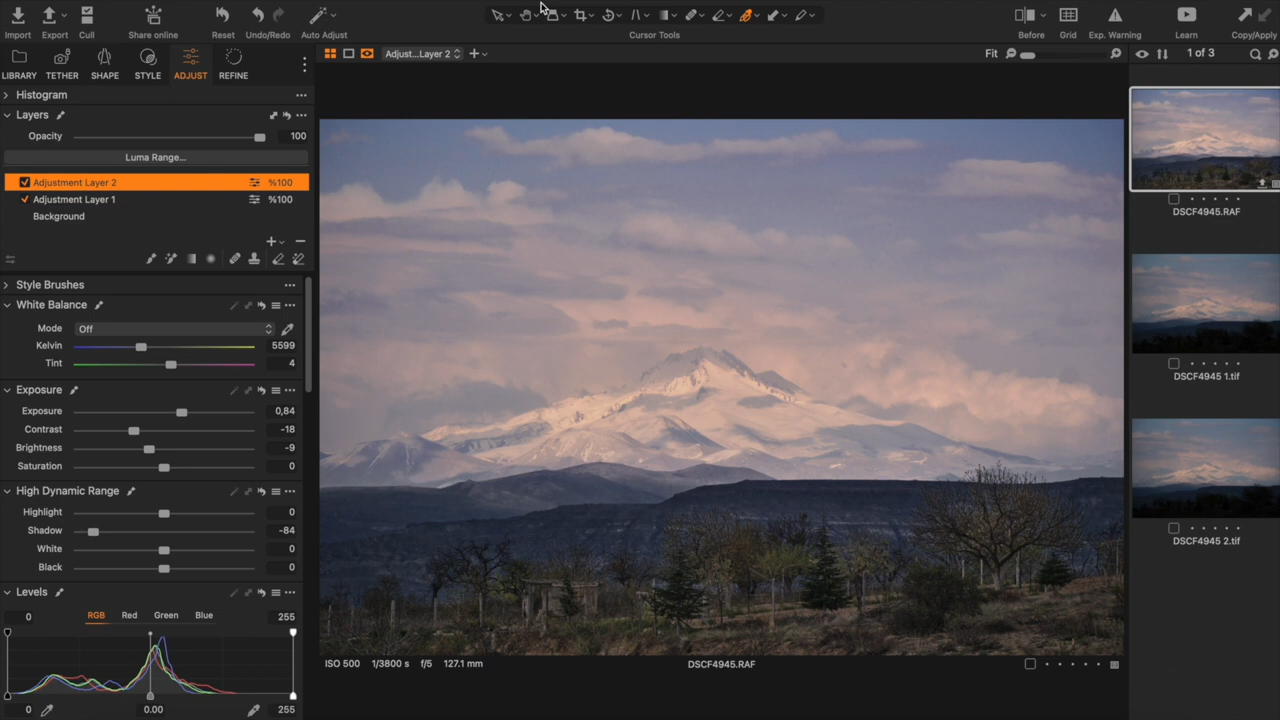 Import Export Cull Share online Reset Undo/Redo Auto Adjust Cursor Tools Before Grid Exp. Warning Learn Copy/Apply
LIBRARY TETHER SHAPE STYLE ADJUST REFINE
Adjust...Layer 2
Fit
1 of 3
Histogram
Layers
Opacity 100
Luma Range...
Adjustment Layer 2 %100
Adjustment Layer 1 %100
Background
Style Brushes
White Balance
Mode Off
Kelvin 5599
Tint 4
Exposure
Exposure 0,84
Contrast -18
Brightness -9
Saturation 0
High Dynamic Range
Highlight 0
Shadow -84
White 0
Black 0
Levels
0 RGB Red Green Blue 255
0 0.00 255
ISO 500 1/3800 s f/5 127.1 mm DSCF4945.RAF
DSCF4945.RAF
DSCF4945 1.tif
DSCF4945 2.tif